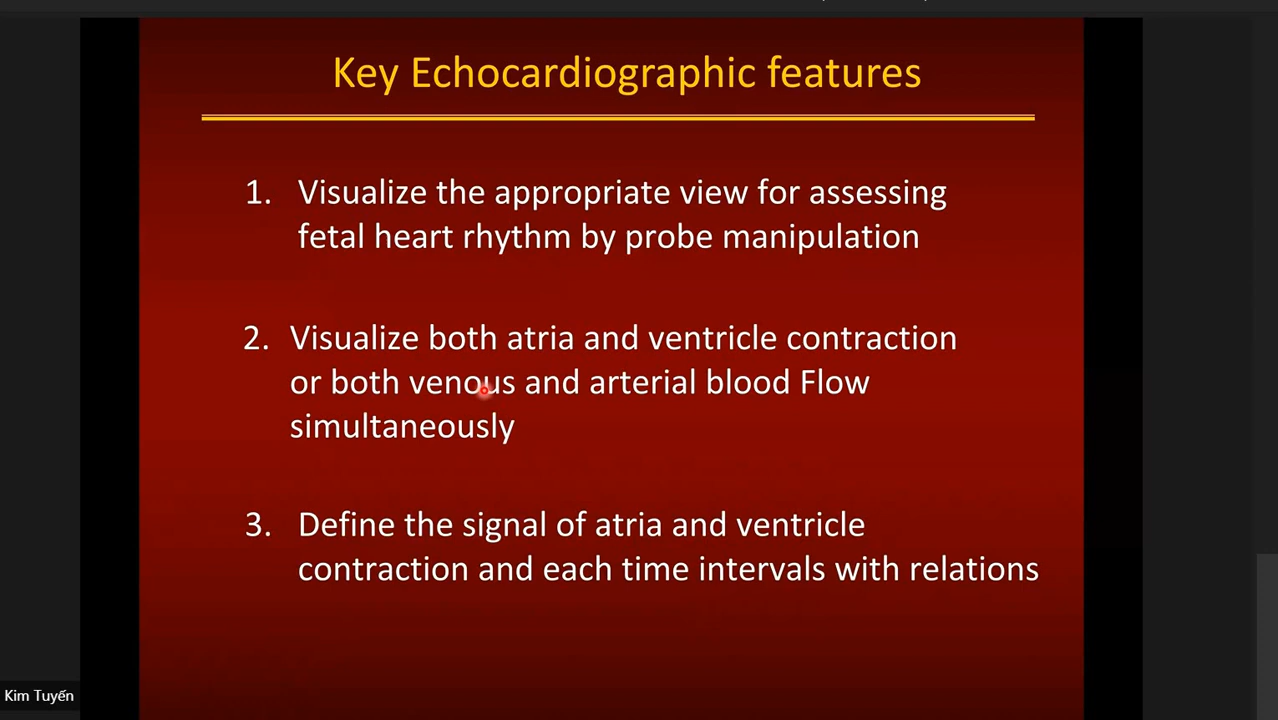 Key Echocardiographic features
1. Visualize the appropriate view for assessing
fetal heart rhythm by probe manipulation
2. Visualize both atria and ventricle contraction
or both venous and arterial blood Flow
simultaneously
3. Define the signal of atria and ventricle
contraction and each time intervals with relations
Kim Tuyến